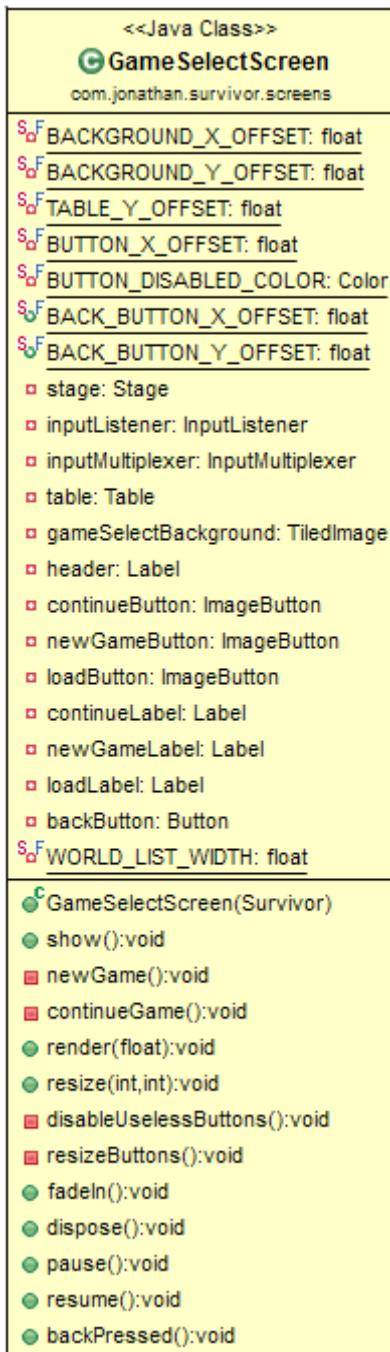 <<Java Class>>
C GameSelectScreen
com.jonathan.survivor.screens
S F BACKGROUND_X_OFFSET: float
S F BACKGROUND_Y_OFFSET: float
S F TABLE_Y_OFFSET: float
S F BUTTON_X_OFFSET: float
S F BUTTON_DISABLED_COLOR: Color
S F BACK_BUTTON_X_OFFSET: float
S F BACK_BUTTON_Y_OFFSET: float
stage: Stage
inputListener: InputListener
inputMultiplexer: InputMultiplexer
table: Table
gameSelectBackground: TiledImage
header: Label
continueButton: ImageButton
newGameButton: ImageButton
loadButton: ImageButton
continueLabel: Label
newGameLabel: Label
loadLabel: Label
backButton: Button
S F WORLD_LIST_WIDTH: float
C GameSelectScreen(Survivor)
show():void
newGame():void
continueGame():void
render(float):void
resize(int,int):void
disableUselessButtons():void
resizeButtons():void
fadeIn():void
dispose():void
pause():void
resume():void
backPressed():void